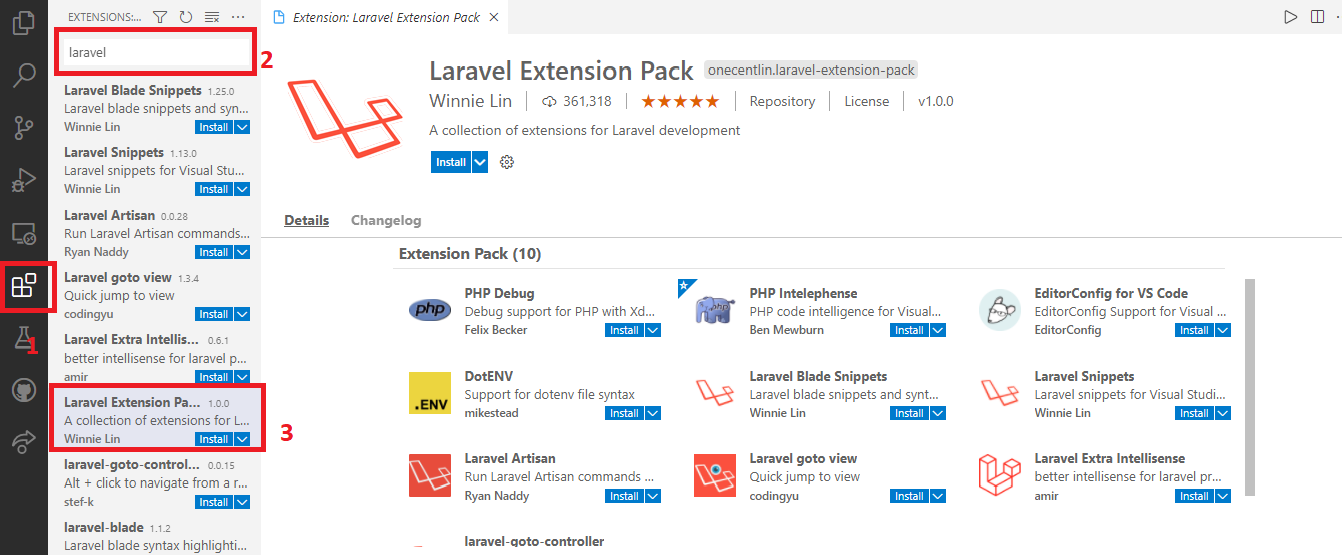 EXTENSIONS:...
laravel
2
Laravel Blade Snippets 1.25.0
Laravel blade snippets and syn...
Winnie Lin Install
Laravel Snippets 1.13.0
Laravel snippets for Visual Stu...
Winnie Lin Install
Laravel Artisan 0.0.28
Run Laravel Artisan commands...
Ryan Naddy Install
Laravel goto view 1.3.4
Quick jump to view
codingyu Install
Laravel Extra Intellis... 0.6.1
1
better intellisense for laravel p...
amir Install
Laravel Extension Pa... 1.0.0
A collection of extensions for L...
Winnie Lin Install
3
laravel-goto-control... 0.0.15
Alt + click to navigate from a r...
stef-k Install
laravel-blade 1.1.2
Laravel blade syntax highlighti...
Extension: Laravel Extension Pack
Laravel Extension Pack onecentlin.laravel-extension-pack
Winnie Lin 361,318 Repository License v1.0.0
A collection of extensions for Laravel development
Install
Details Changelog
Extension Pack (10)
php
PHP Debug
Debug support for PHP with Xd...
Felix Becker Install
php
PHP Intelephense
PHP code intelligence for Visual...
Ben Mewburn Install
EditorConfig for VS Code
EditorConfig Support for Visual ...
EditorConfig Install
.ENV
DotENV
Support for dotenv file syntax
mikestead Install
Laravel Blade Snippets
Laravel blade snippets and synt...
Winnie Lin Install
Laravel Snippets
Laravel snippets for Visual Studi...
Winnie Lin Install
Laravel Artisan
Run Laravel Artisan commands ...
Ryan Naddy Install
Laravel goto view
Quick jump to view
codingyu Install
Laravel Extra Intellisense
better intellisense for laravel pr...
amir Install
laravel-goto-controller